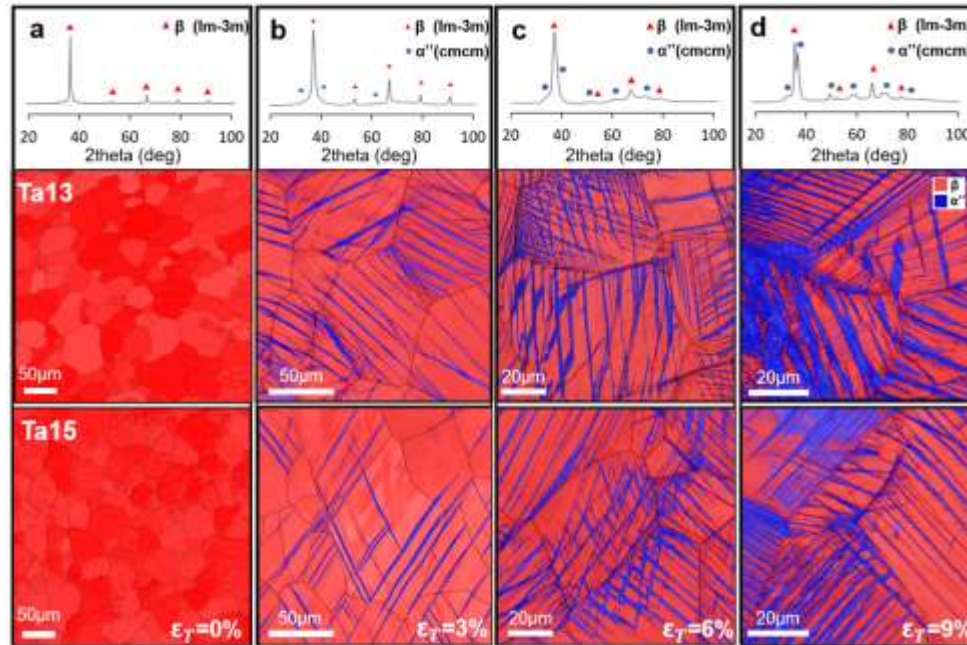 a
β (Im-3m)
20 40 60 80 100
2theta (deg)
b
β (Im-3m)
α''(cmcm)
20 40 60 80 100
2theta (deg)
c
β (Im-3m)
α''(cmcm)
20 40 60 80 100
2theta (deg)
d
β (Im-3m)
α''(cmcm)
20 40 60 80 100
2theta (deg)
Ta13
50μm
50μm
20μm
β
α''
20μm
Ta15
50μm
εT=0%
50μm
εT=3%
20μm
εT=6%
20μm
εT=9%